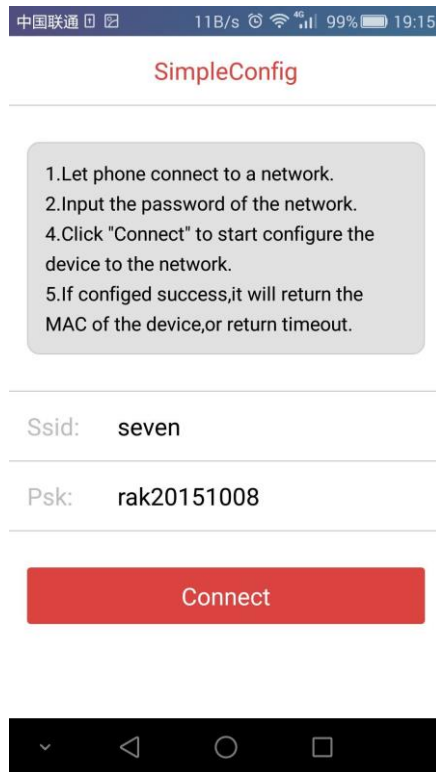 中国联通 11B/s 4G 99% 19:15
SimpleConfig
1.Let phone connect to a network.
2.Input the password of the network.
4.Click "Connect" to start configure the
device to the network.
5.If configed success,it will return the
MAC of the device,or return timeout.
Ssid: seven
Psk: rak20151008
Connect